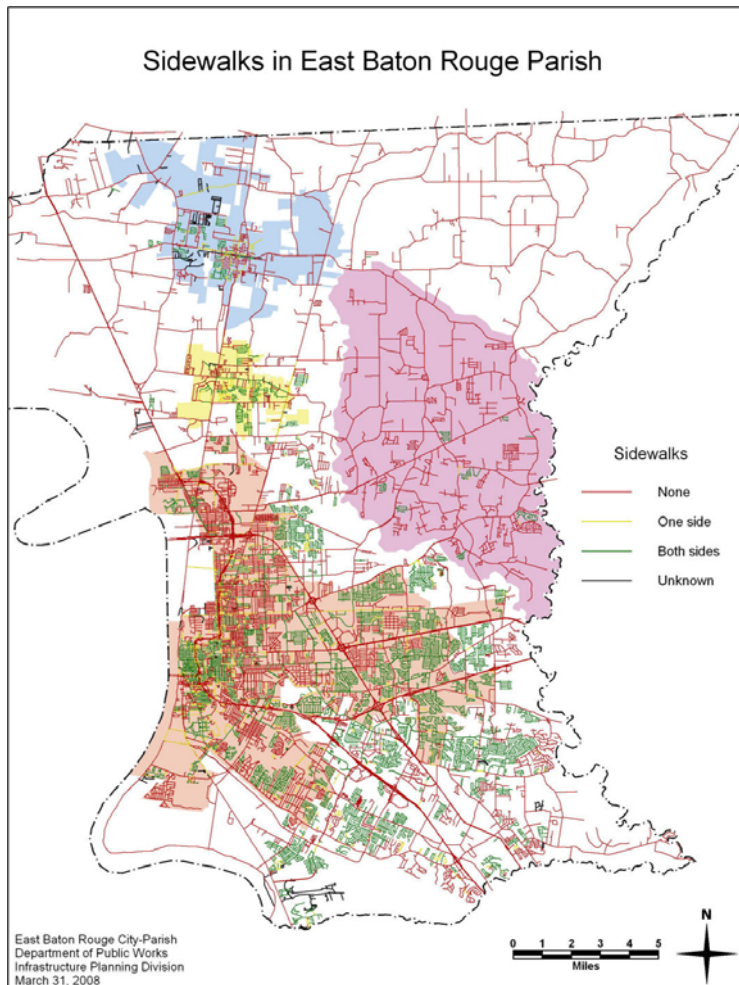 Sidewalks in East Baton Rouge Parish
Sidewalks
None
One side
Both sides
Unknown
N
0 1 2 3 4 5
Miles
East Baton Rouge City-Parish
Department of Public Works
Infrastructure Planning Division
March 31, 2008